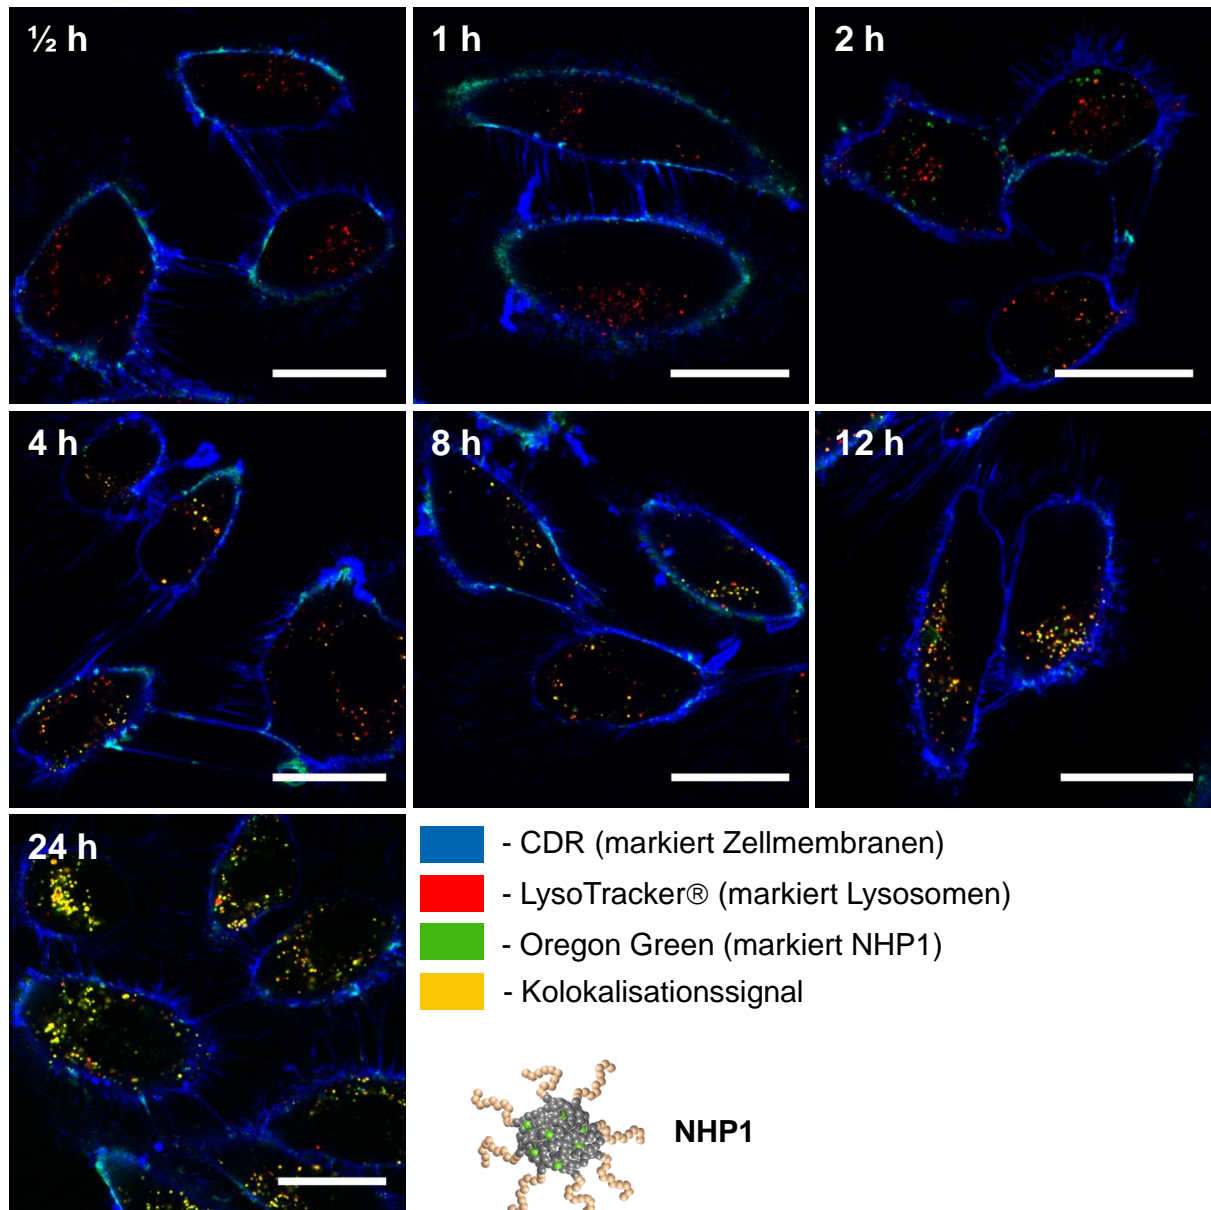 ½ h
1 h
2 h
4 h
8 h
12 h
24 h
- CDR (markiert Zellmembranen)
- LysoTracker® (markiert Lysosomen)
- Oregon Green (markiert NHP1)
- Kolokalisationssignal
NHP1